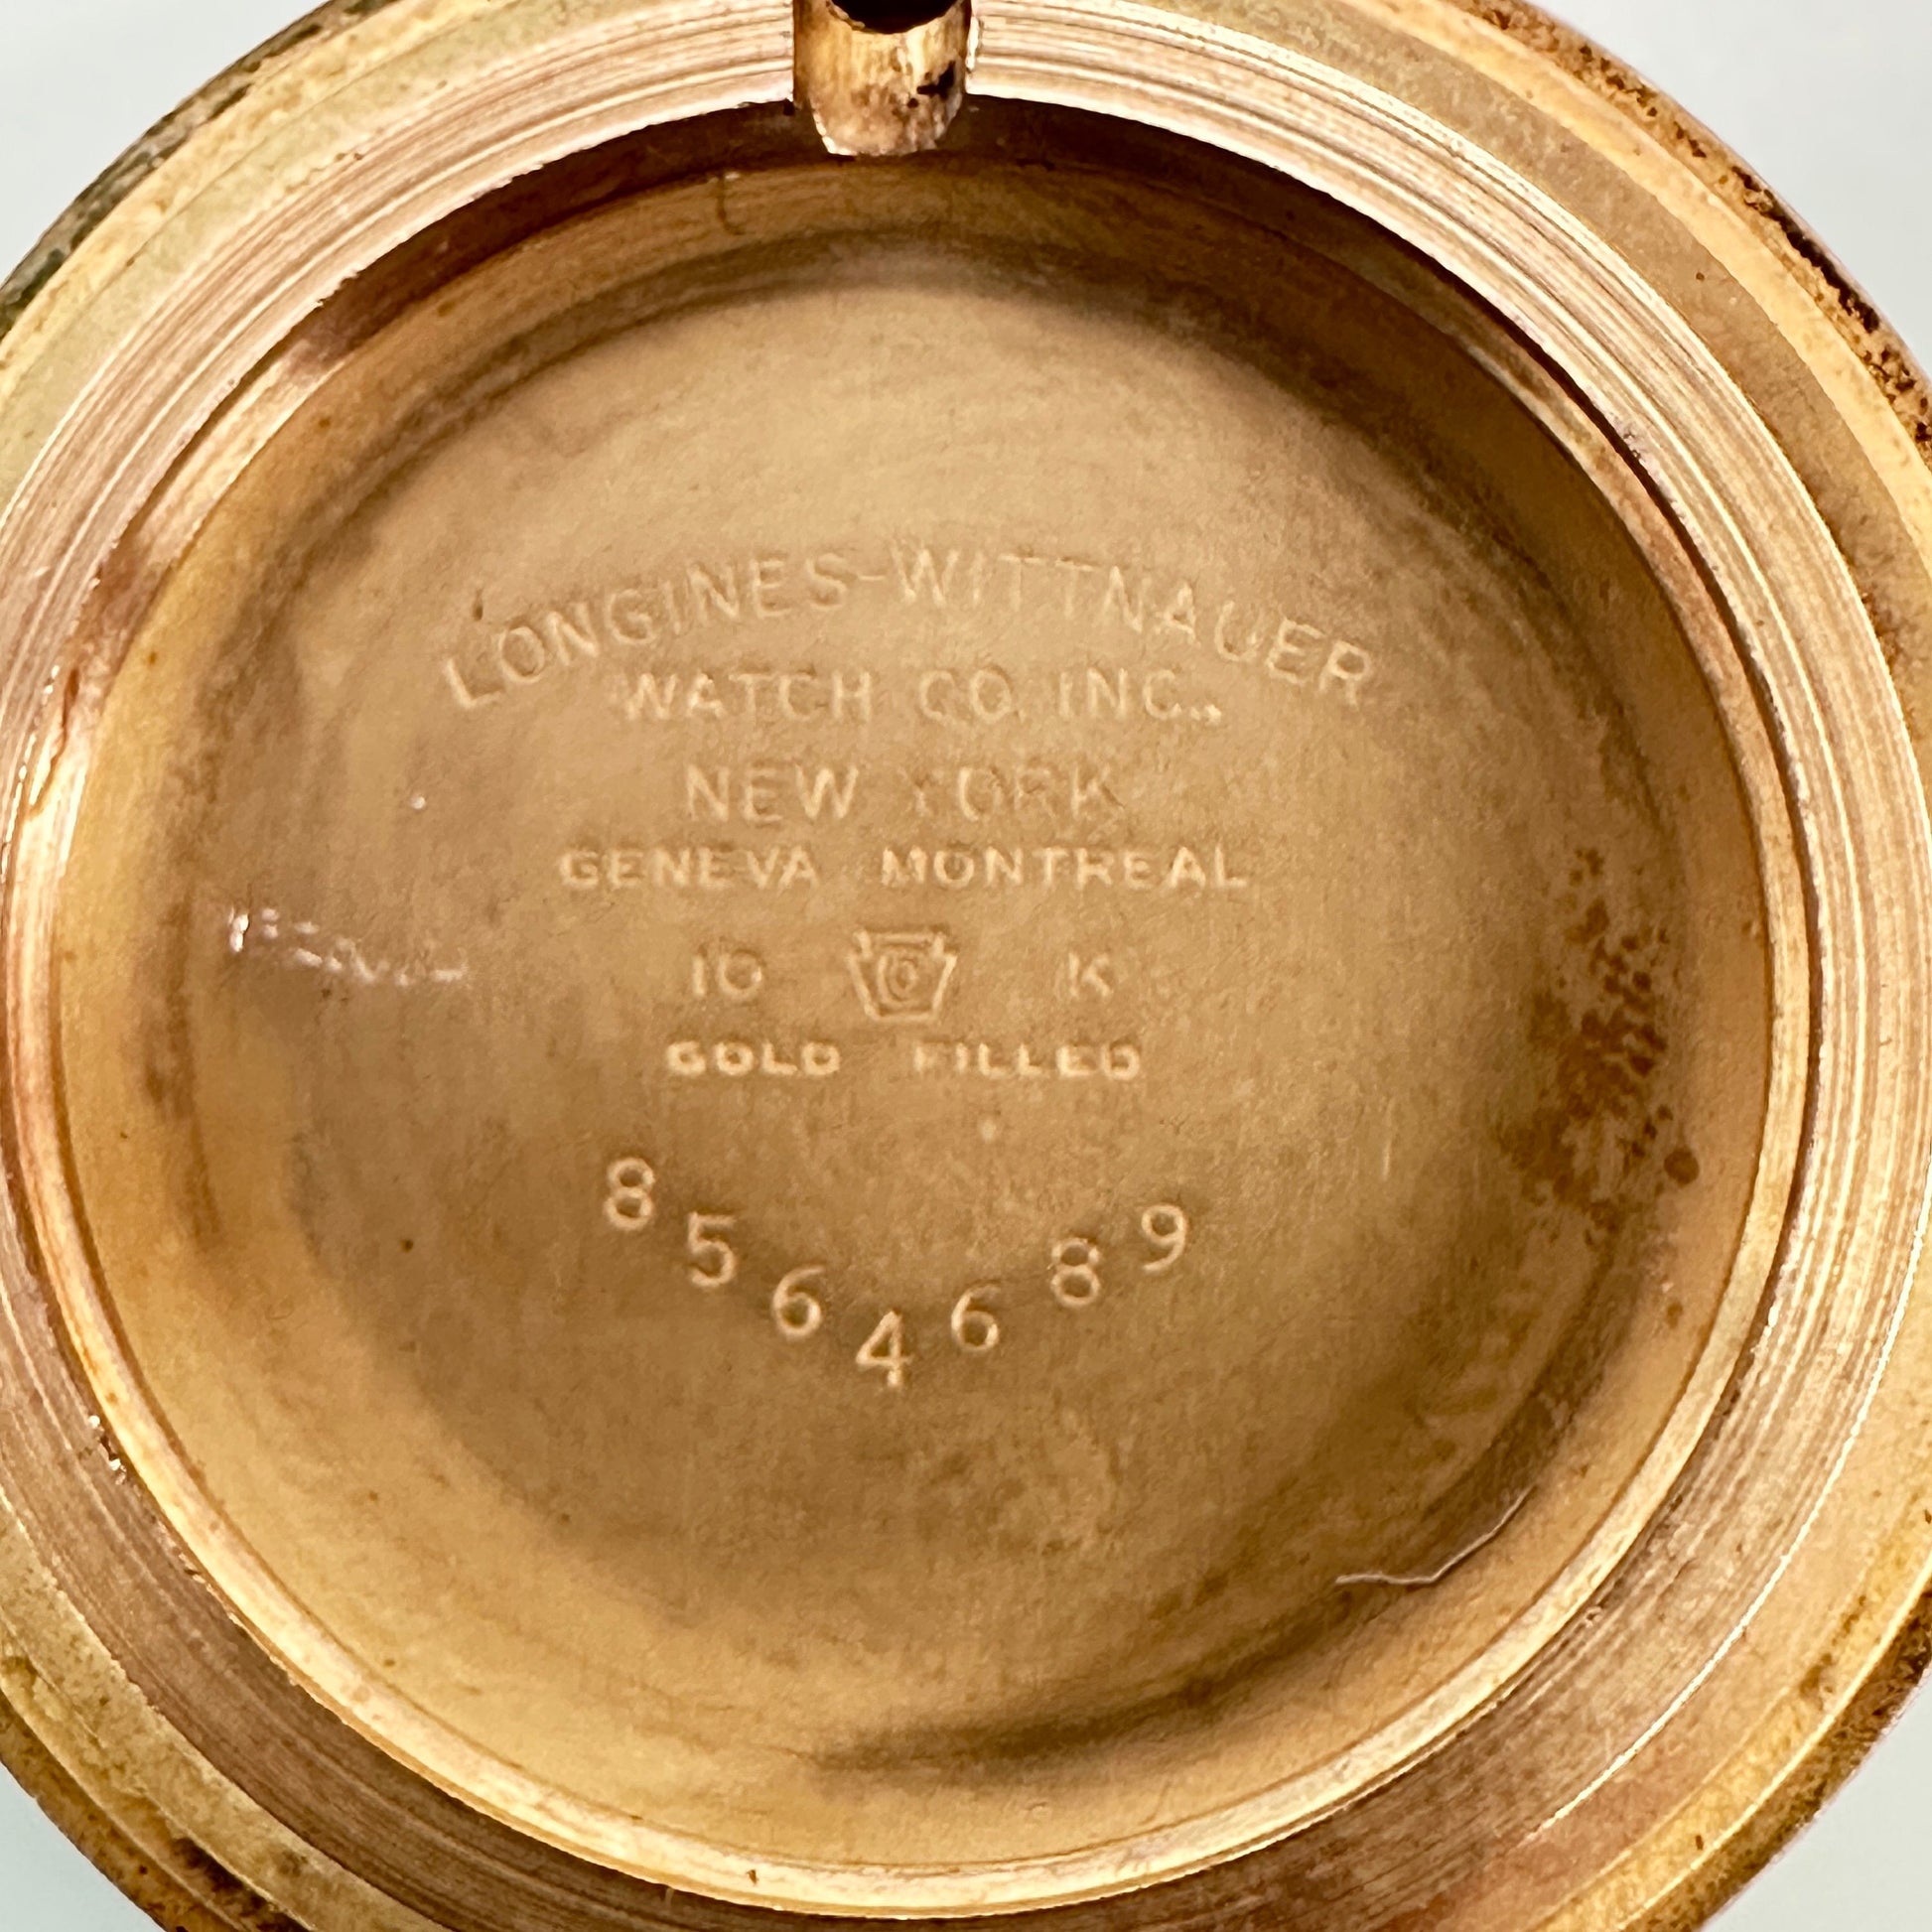 LONGINES-WITTNAUER
WATCH CO. INC.,
NEW YORK
GENEVA MONTREAL
10 K
GOLD FILLED
8564689